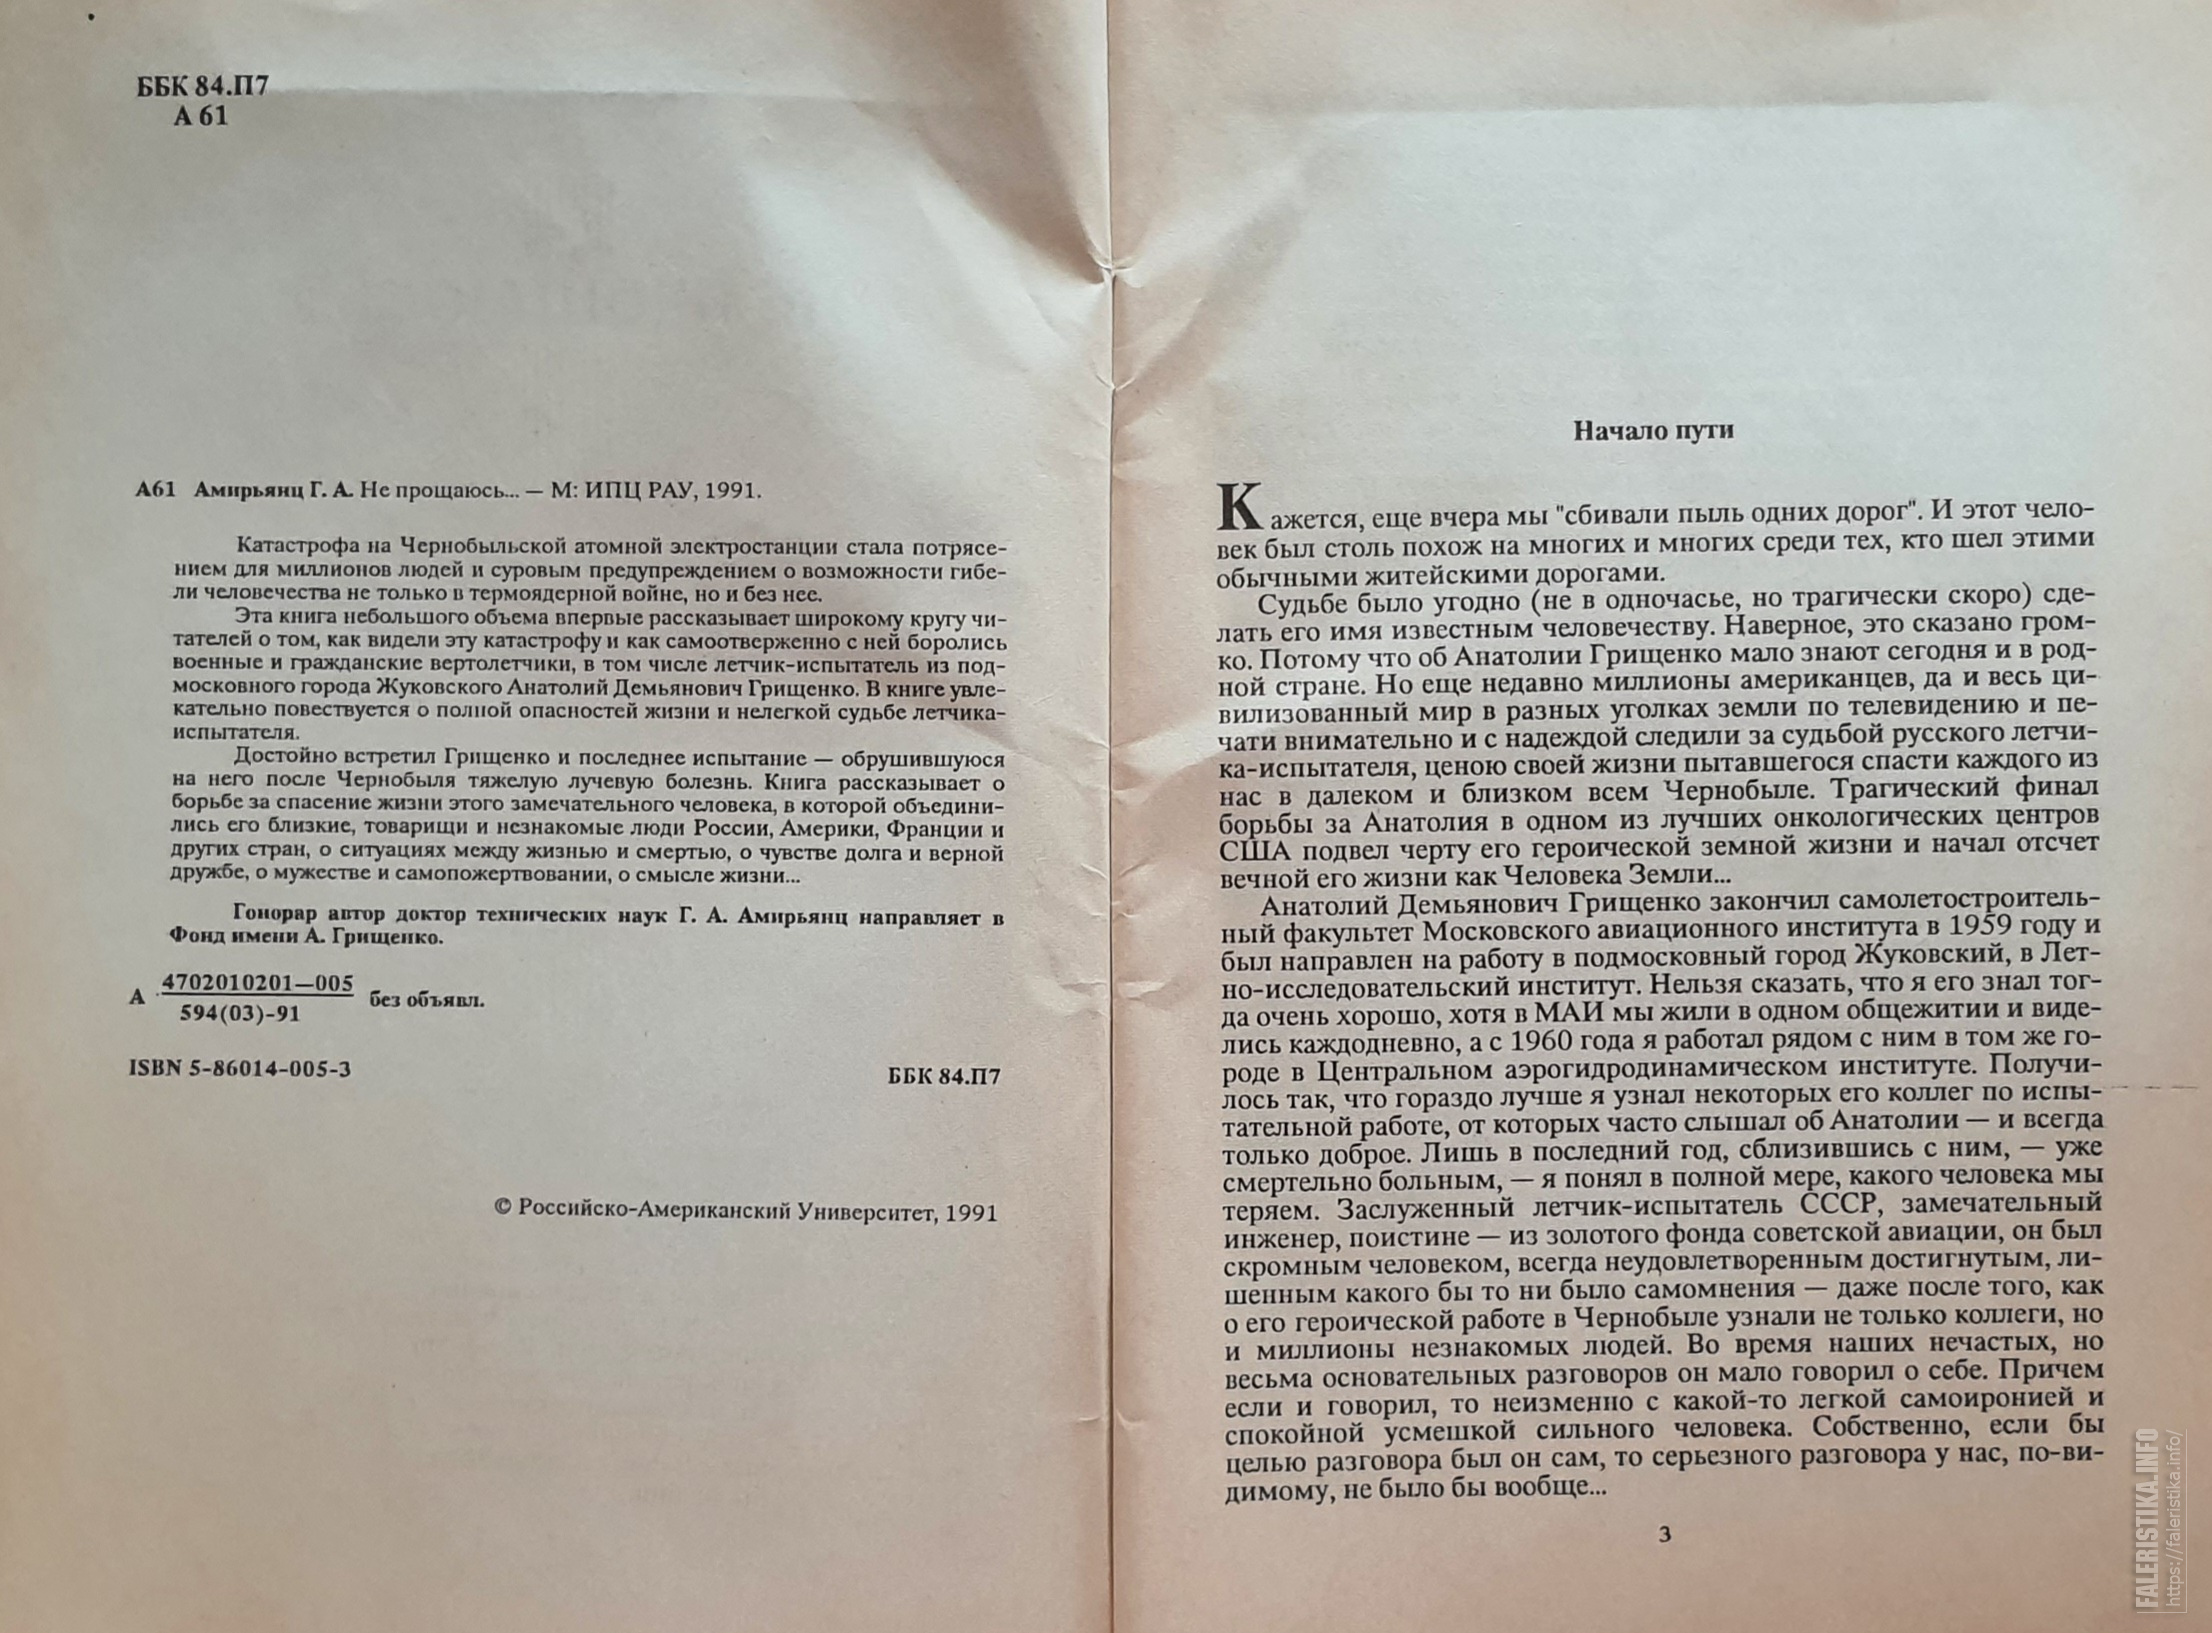 ББК 84.П7
А 61
А61 Амирьянц Г. А. Не прощаюсь... — М: ИПЦ РАУ, 1991.
Катастрофа на Чернобыльской атомной электростанции стала потрясе-
нием для миллионов людей и суровым предупреждением о возможности гибе-
ли человечества не только в термоядерной войне, но и без нее.
Эта книга небольшого объема впервые рассказывает широкому кругу чи-
тателей о том, как видели эту катастрофу и как самоотверженно с ней боролись
военные и гражданские вертолетчики, в том числе летчик-испытатель из под-
московного города Жуковского Анатолий Демьянович Грищенко. В книге увле-
кательно повествуется о полной опасностей жизни и нелегкой судьбе летчика-
испытателя.
Достойно встретил Грищенко и последнее испытание — обрушившуюся
на него после Чернобыля тяжелую лучевую болезнь. Книга рассказывает о
борьбе за спасение жизни этого замечательного человека, в которой объедини-
лись его близкие, товарищи и незнакомые люди России, Америки, Франции и
других стран, о ситуациях между жизнью и смертью, о чувстве долга и верной
дружбе, о мужестве и самопожертвовании, о смысле жизни...
Гонорар автор доктор технических наук Г. А. Амирьянц направляет в
Фонд имени А. Грищенко.
А 4702010201—005 без объявл.
594(03)-91
ISBN 5-86014-005-3
ББК 84.П7
© Российско-Американский Университет, 1991
Начало пути
Кажется, еще вчера мы "сбивали пыль одних дорог". И этот чело-
век был столь похож на многих и многих среди тех, кто шел этими
обычными житейскими дорогами.
Судьбе было угодно (не в одночасье, но трагически скоро) сде-
лать его имя известным человечеству. Наверное, это сказано гром-
ко. Потому что об Анатолии Грищенко мало знают сегодня и в род-
ной стране. Но еще недавно миллионы американцев, да и весь ци-
вилизованный мир в разных уголках земли по телевидению и пе-
чати внимательно и с надеждой следили за судьбой русского летчи-
ка-испытателя, ценою своей жизни пытавшегося спасти каждого из
нас в далеком и близком всем Чернобыле. Трагический финал
борьбы за Анатолия в одном из лучших онкологических центров
США подвел черту его героической земной жизни и начал отсчет
вечной его жизни как Человека Земли...
Анатолий Демьянович Грищенко закончил самолетостроитель-
ный факультет Московского авиационного института в 1959 году и
был направлен на работу в подмосковный город Жуковский, в Лет-
но-исследовательский институт. Нельзя сказать, что я его знал тог-
да очень хорошо, хотя в МАИ мы жили в одном общежитии и виде-
лись каждодневно, а с 1960 года я работал рядом с ним в том же го-
роде в Центральном аэрогидродинамическом институте. Получи-
лось так, что гораздо лучше я узнал некоторых его коллег по испы-
тательной работе, от которых часто слышал об Анатолии — и всегда
только доброе. Лишь в последний год, сблизившись с ним, — уже
смертельно больным, — я понял в полной мере, какого человека мы
теряем. Заслуженный летчик-испытатель СССР, замечательный
инженер, поистине — из золотого фонда советской авиации, он был
скромным человеком, всегда неудовлетворенным достигнутым, ли-
шенным какого бы то ни было самомнения — даже после того, как
о его героической работе в Чернобыле узнали не только коллеги, но
и миллионы незнакомых людей. Во время наших нечастых, но
весьма основательных разговоров он мало говорил о себе. Причем
если и говорил, то неизменно с какой-то легкой самоиронией и
спокойной усмешкой сильного человека. Собственно, если бы
целью разговора был он сам, то серьезного разговора у нас, по-ви-
димому, не было бы вообще...
3
FALERISTIKA.INFO
https://faleristika.info/